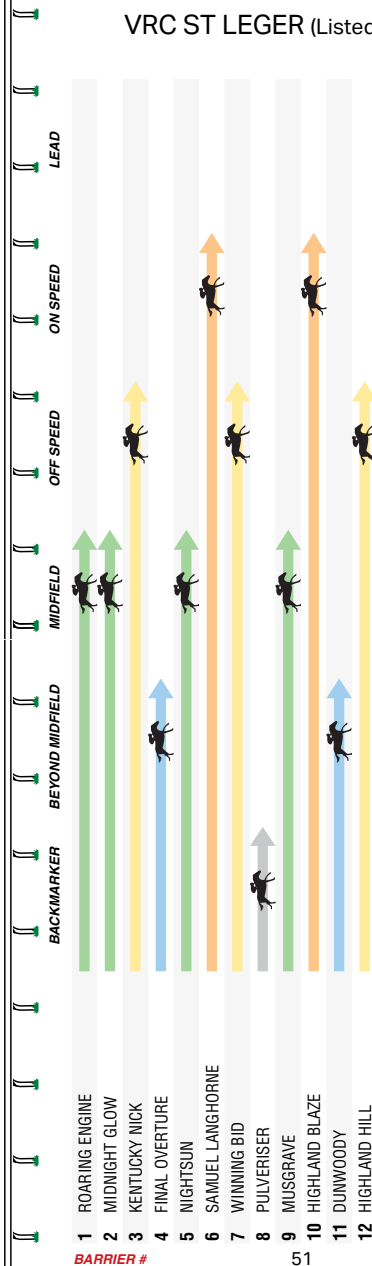 VRC ST LEGER (Listed
LEAD
ON SPEED
OFF SPEED
MIDFIELD
BEYOND MIDFIELD
BACKMARKER
1 ROARING ENGINE
2 MIDNIGHT GLOW
3 KENTUCKY NICK
4 FINAL OVERTURE
5 NIGHTSUN
6 SAMUEL LANGHORNE
7 WINNING BID
8 PULVERISER
9 MUSGRAVE
10 HIGHLAND BLAZE
11 DUNWOODY
12 HIGHLAND HILL
BARRIER #
51